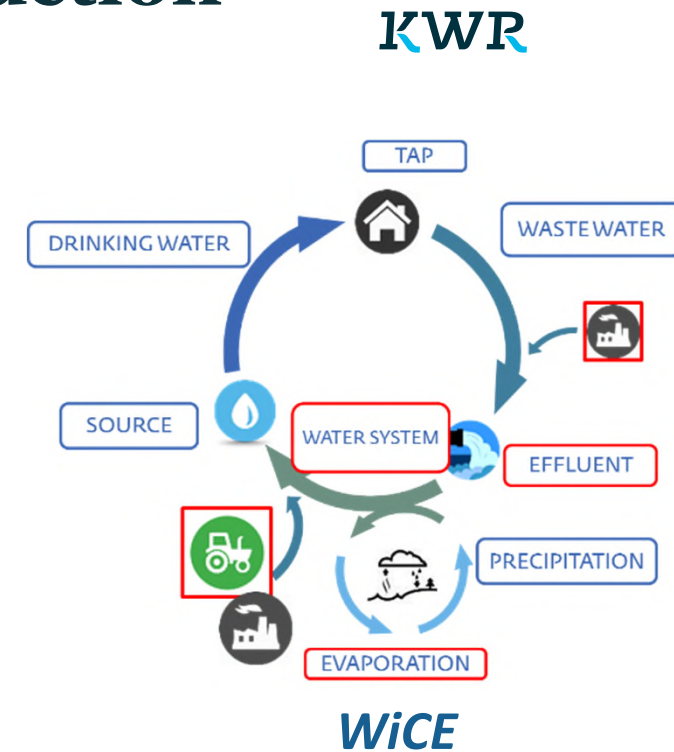 KWR
TAP
DRINKING WATER
WASTE WATER
SOURCE
WATER SYSTEM
EFFLUENT
PRECIPITATION
EVAPORATION
WiCE